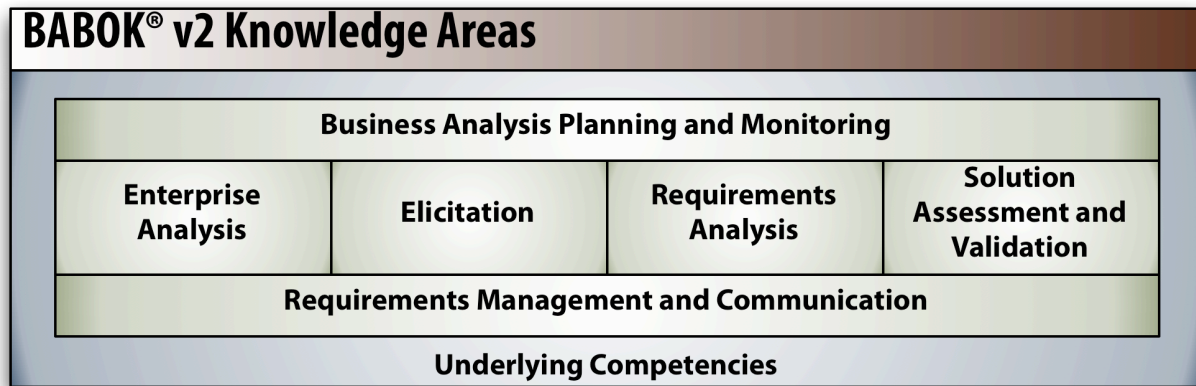 BABOK® v2 Knowledge Areas
Business Analysis Planning and Monitoring
Enterprise
Analysis
Elicitation
Requirements
Analysis
Solution
Assessment and
Validation
Requirements Management and Communication
Underlying Competencies